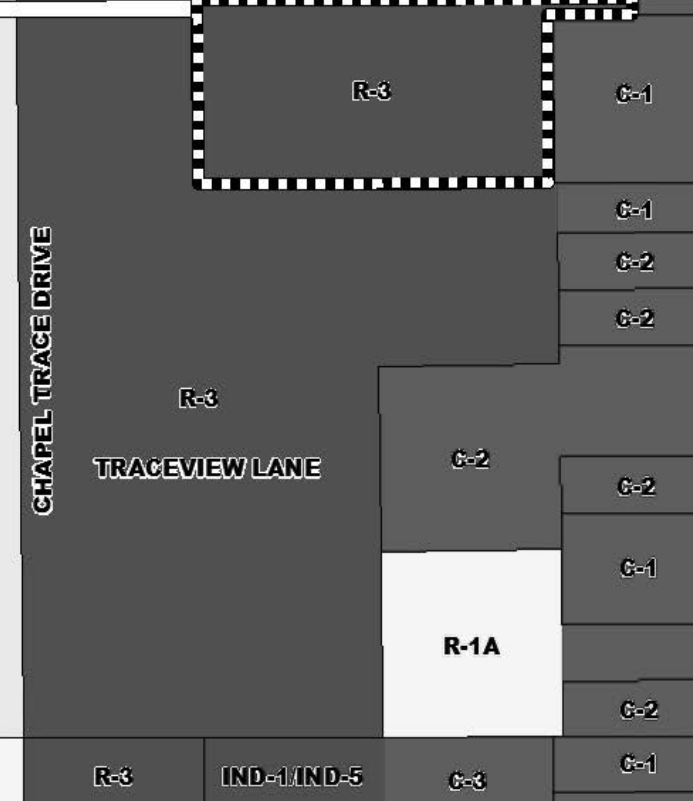 R-3
C-1
C-1
C-2
C-2
CHAPEL TRACE DRIVE
R-3
TRACEVIEW LANE
C-2
C-2
C-1
R-1A
C-2
R-3
IND-1/IND-5
C-3
C-1